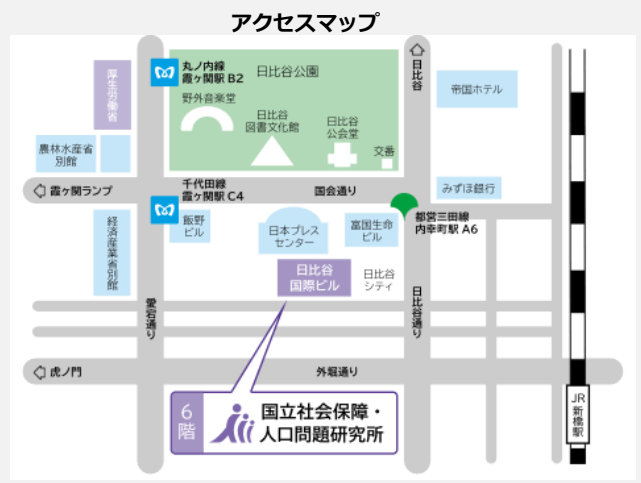 アクセスマップ
丸ノ内線
霞ヶ関駅 B2
日比谷公園
日比谷
厚生労働省
帝国ホテル
野外音楽堂
日比谷
図書文化館
日比谷
公会堂
交番
農林水産省
別館
霞ヶ関ランプ
千代田線
霞ヶ関駅 C4
国会通り
みずほ銀行
経済産業省別館
飯野
ビル
日本プレス
センター
富国生命
ビル
都営三田線
内幸町駅 A6
日比谷
国際ビル
日比谷
シティ
愛宕通り
日比谷通り
虎ノ門
外堀通り
JR
新橋駅
6
階
国立社会保障・
人口問題研究所